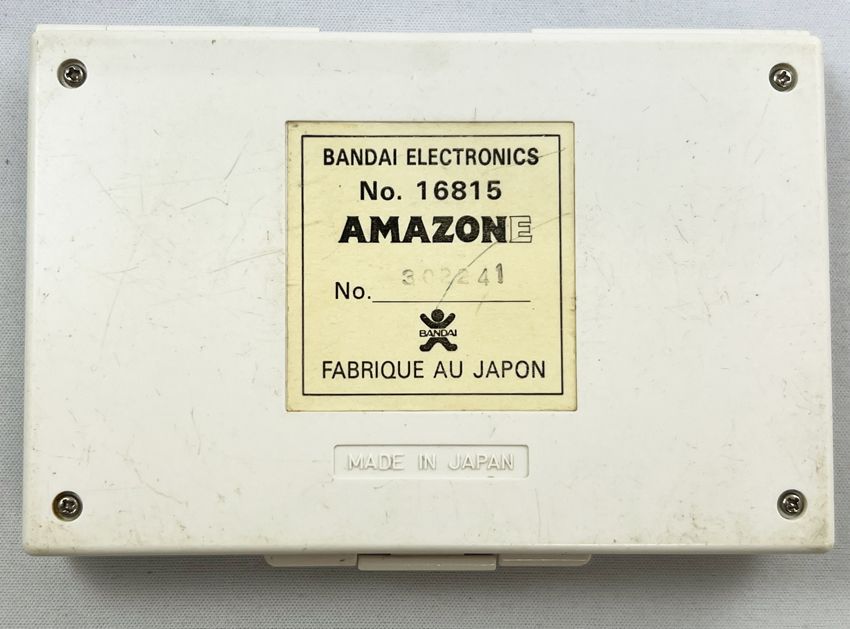 BANDAI ELECTRONICS
No. 16815
AMAZONE
No. 302241
BANDAI
FABRIQUE AU JAPON
MADE IN JAPAN